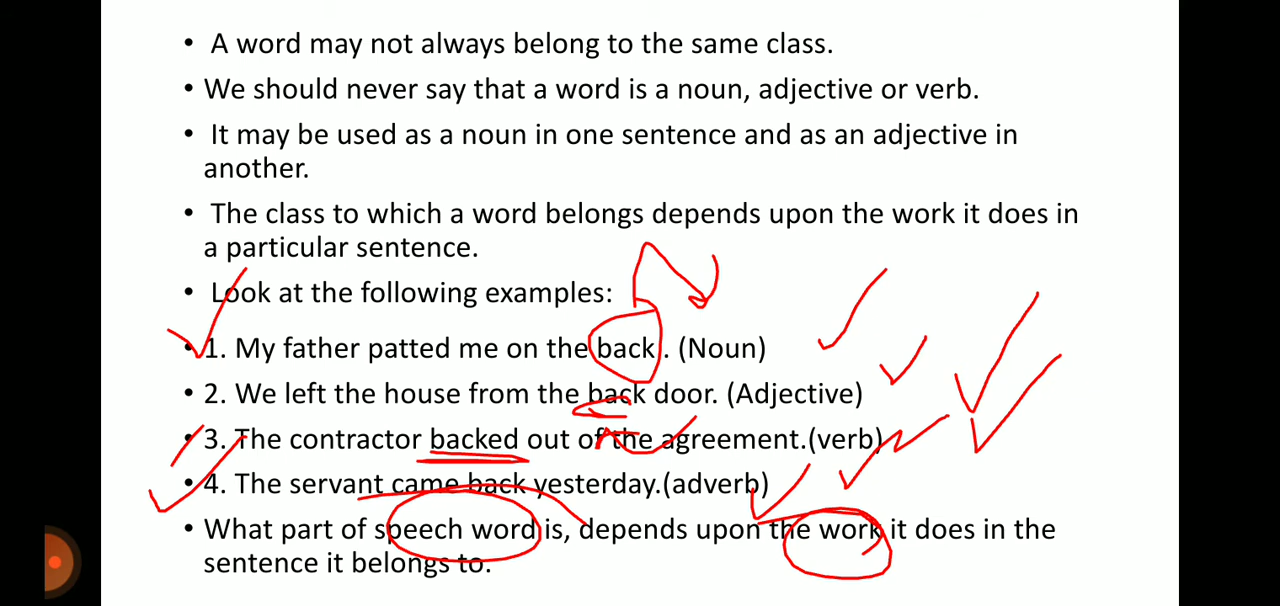 • A word may not always belong to the same class.
• We should never say that a word is a noun, adjective or verb.
• It may be used as a noun in one sentence and as an adjective in
another.
• The class to which a word belongs depends upon the work it does in
a particular sentence.
• Look at the following examples:
• 1. My father patted me on the back. (Noun)
• 2. We left the house from the back door. (Adjective)
• 3. The contractor backed out of the agreement.(verb)
• 4. The servant came back yesterday.(adverb)
• What part of speech word is, depends upon the work it does in the
sentence it belongs to.